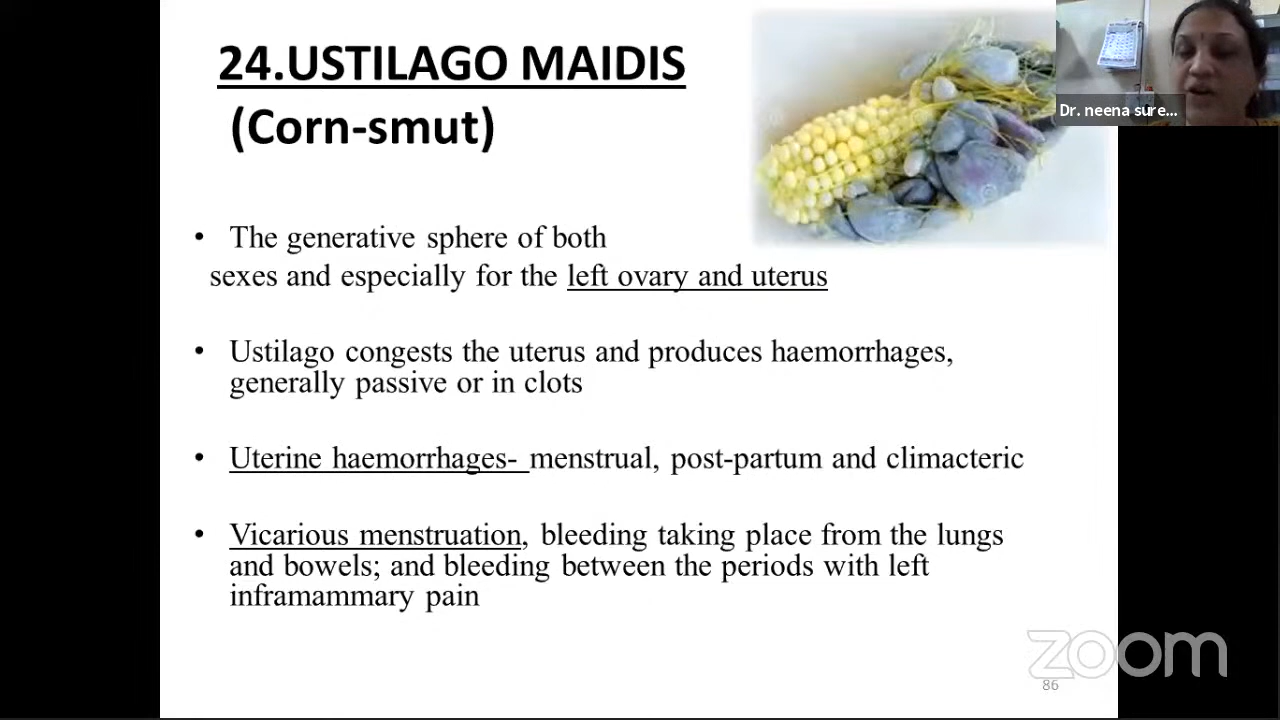 24.USTILAGO MAIDIS
(Corn-smut)
Dr. neena sure...
• The generative sphere of both
sexes and especially for the left ovary and uterus
• Ustilago congests the uterus and produces haemorrhages,
generally passive or in clots
• Uterine haemorrhages- menstrual, post-partum and climacteric
• Vicarious menstruation, bleeding taking place from the lungs
and bowels; and bleeding between the periods with left
inframammary pain
zoom
86